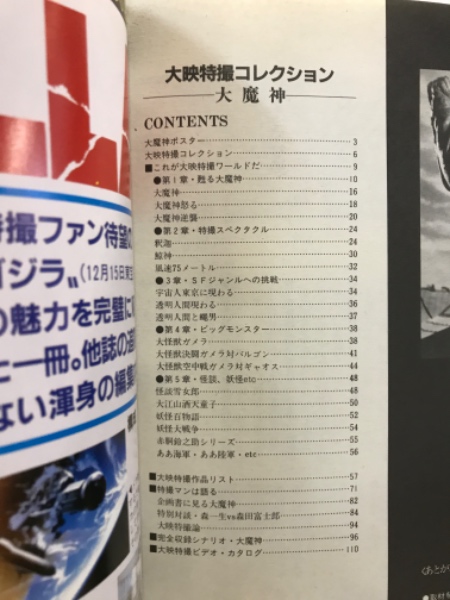 大映特撮コレクション
大魔神
CONTENTS
大魔神ポスター 3
大映特撮コレクション 6
■これが大映特撮ワールドだ 9
●第1章・甦る大魔神 10
大魔神 16
大魔神怒る 18
大魔神逆襲 20
●第2章・特撮スペクタクル 24
釈迦 24
鯨神 30
風速75メートル 32
●3章・SFジャンルへの挑戦 34
宇宙人東京に現わる 34
透明人間現わる 36
透明人間と蠅男 37
●第4章・ビッグモンスター 38
大怪獣ガメラ 38
大怪獣決闘ガメラ対バルゴン 41
大怪獣空中戦ガメラ対ギャオス 44
●第5章・怪談、妖怪etc 48
怪談雪女郎 48
大江山酒天童子 50
妖怪百物語 52
妖怪大戦争 54
赤胴鈴之助シリーズ 55
ああ海軍・ああ陸軍・etc 56
■大映特撮作品リスト 57
■特撮マンは語る 71
企画書に見る大魔神 82
特別対談・森一生vs森田富士郎 84
大映特撮論 94
■完全収録シナリオ・大魔神 96
■大映特撮ビデオ・カタログ 110
特撮ファン待望の
ゴジラ〟(12月15日
の魅力を完璧に
一冊。他誌の追
ない渾身の編集
(あとが
●取材